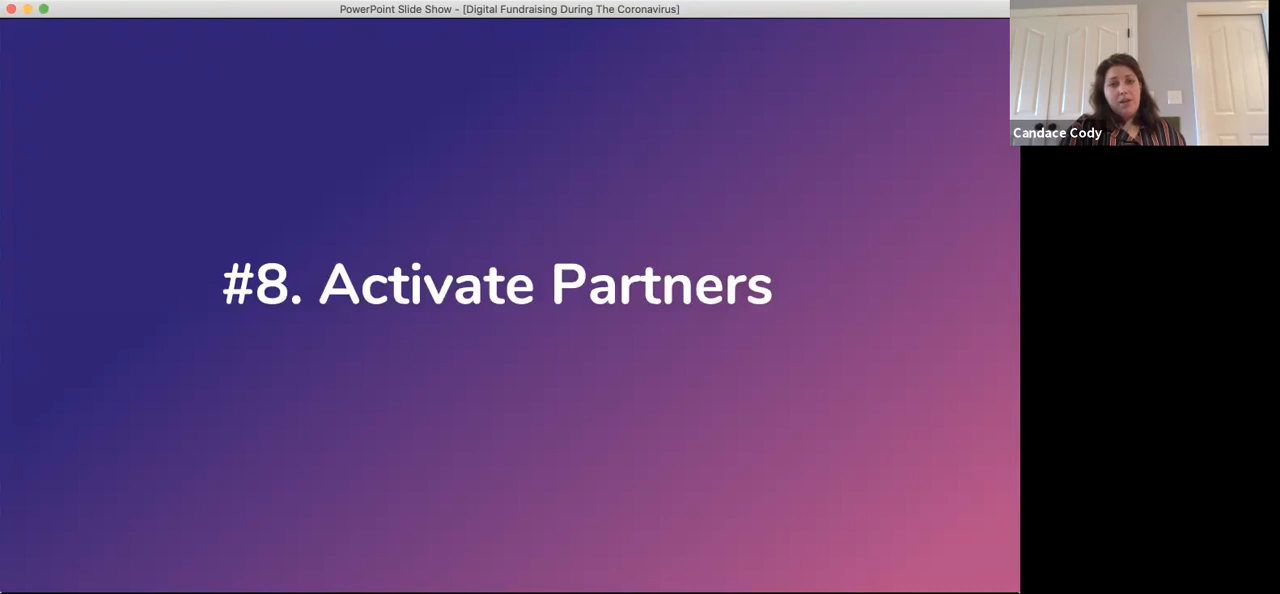 PowerPoint Slide Show - [Digital Fundraising During The Coronavirus]
Candace Cody
#8. Activate Partners